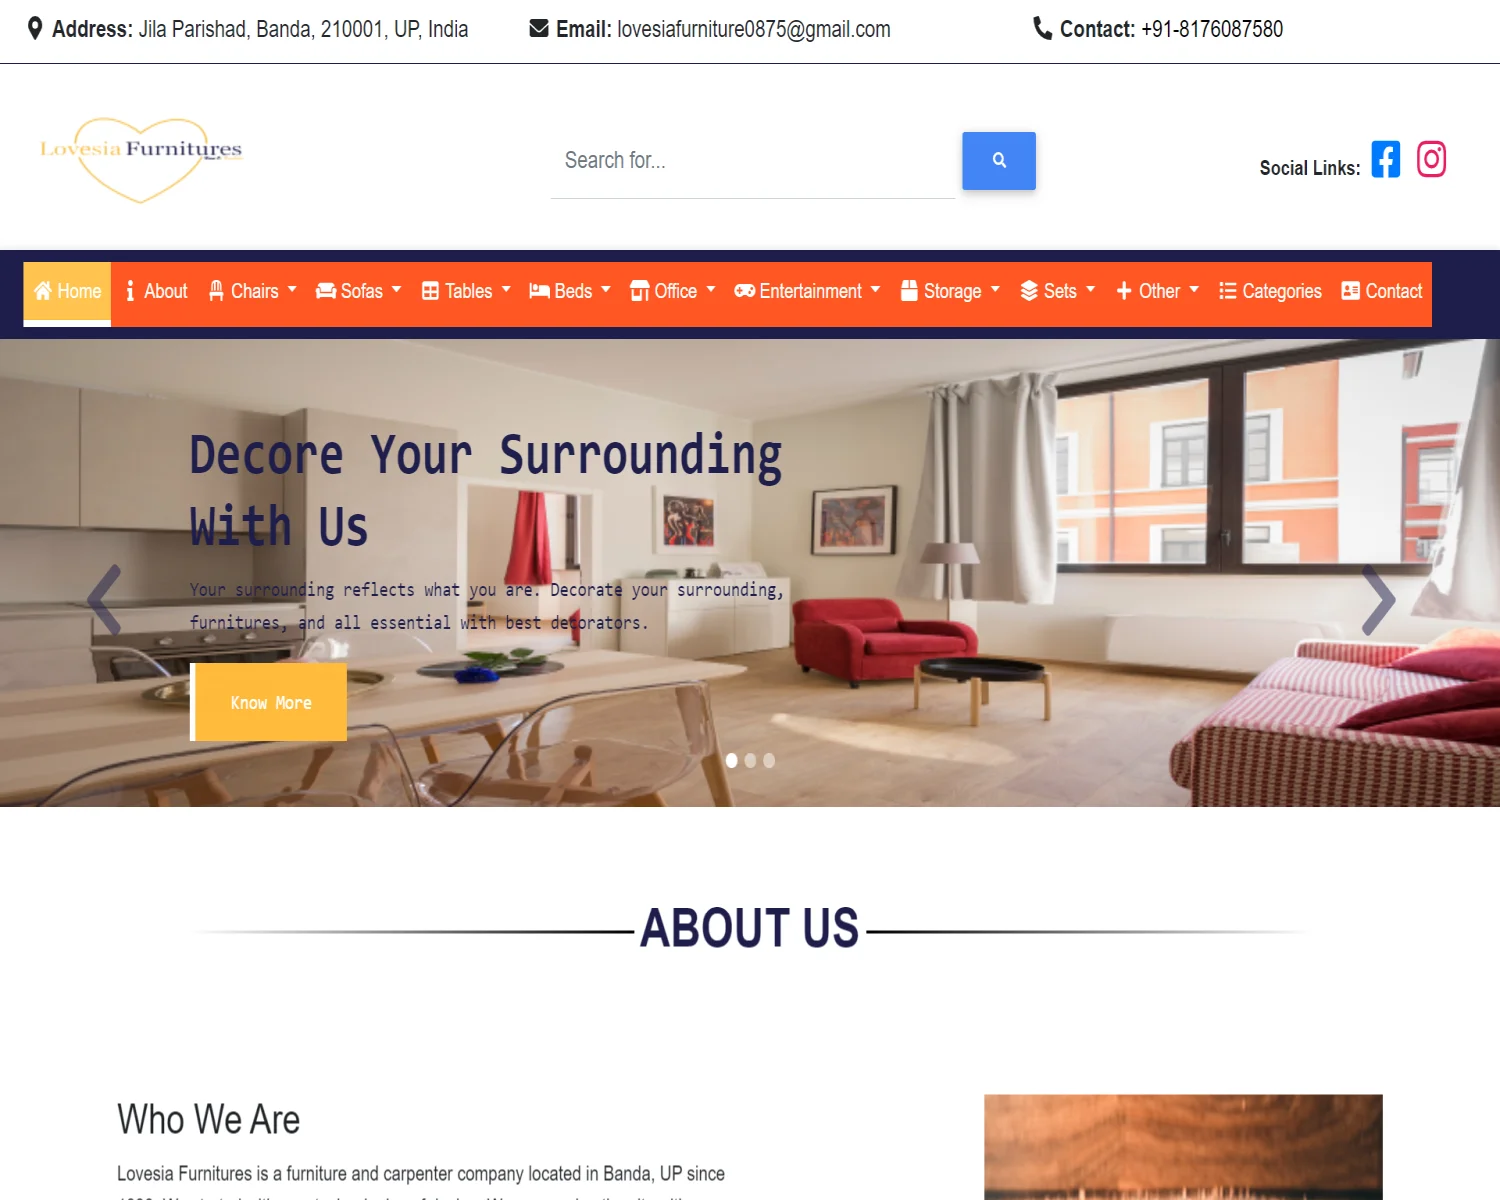 Address: Jila Parishad, Banda, 210001, UP, India
Email: lovesiafurniture0875@gmail.com
Contact: +91-8176087580
Lovesia Furnitures
Search for...
Social Links:
Home About Chairs Sofas Tables Beds Office Entertainment Storage Sets Other Categories Contact
Decore Your Surrounding
With Us
Your surrounding reflects what you are. Decorate your surrounding,
furnitures, and all essential with best decorators.
Know More
ABOUT US
Who We Are
Lovesia Furnitures is a furniture and carpenter company located in Banda, UP since